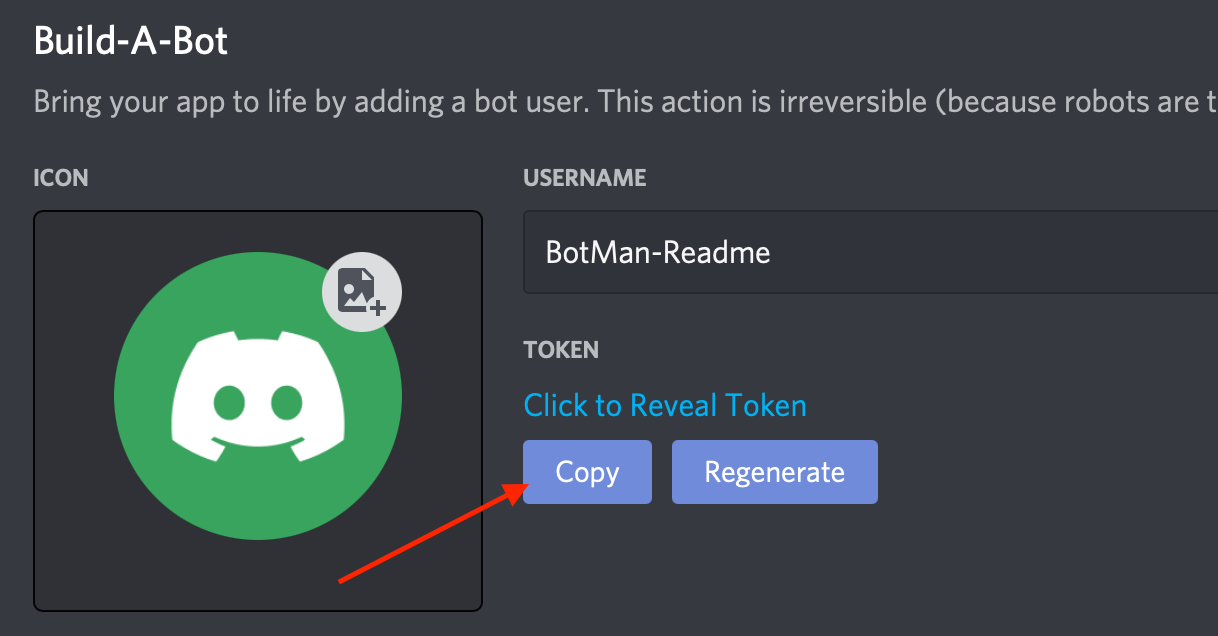 Build-A-Bot
Bring your app to life by adding a bot user. This action is irreversible (because robots are t
ICON
USERNAME
BotMan-Readme
TOKEN
Click to Reveal Token
Copy
Regenerate